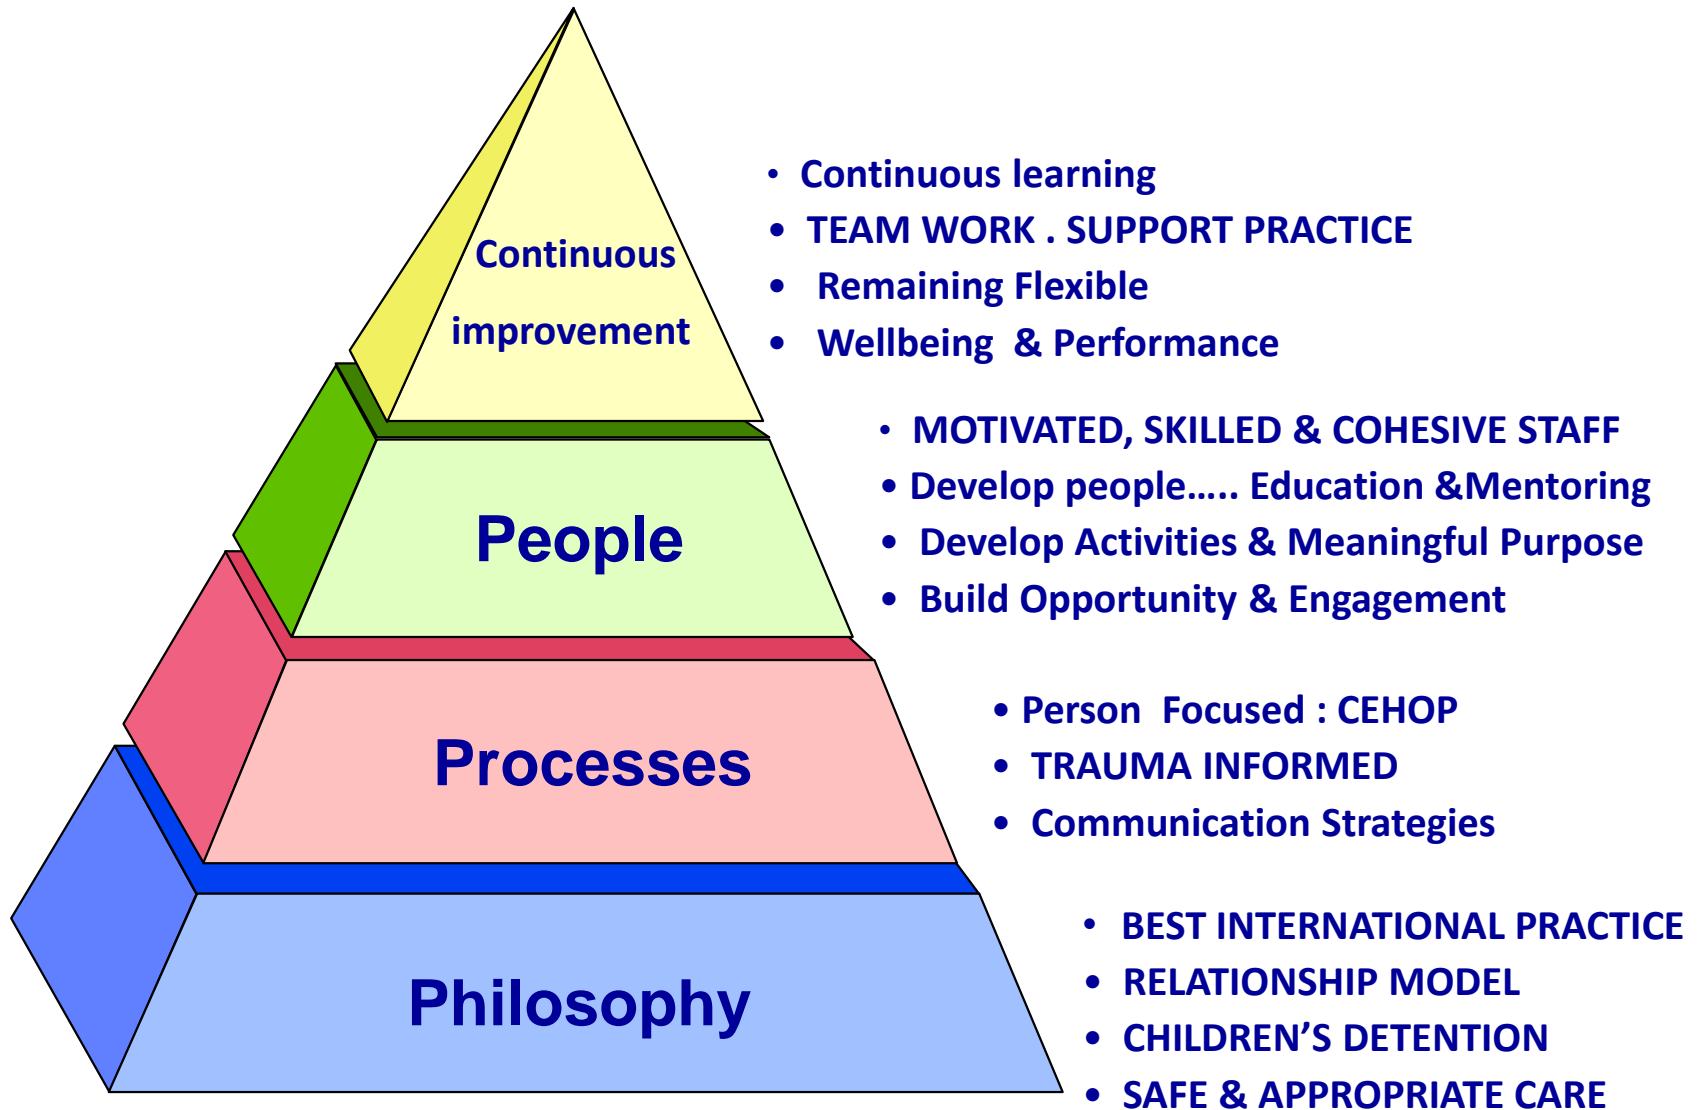 Continuous
improvement
• Continuous learning
• TEAM WORK . SUPPORT PRACTICE
• Remaining Flexible
• Wellbeing & Performance
People
• MOTIVATED, SKILLED & COHESIVE STAFF
• Develop people….. Education &Mentoring
• Develop Activities & Meaningful Purpose
• Build Opportunity & Engagement
Processes
• Person Focused : CEHOP
• TRAUMA INFORMED
• Communication Strategies
Philosophy
• BEST INTERNATIONAL PRACTICE
• RELATIONSHIP MODEL
• CHILDREN’S DETENTION
• SAFE & APPROPRIATE CARE